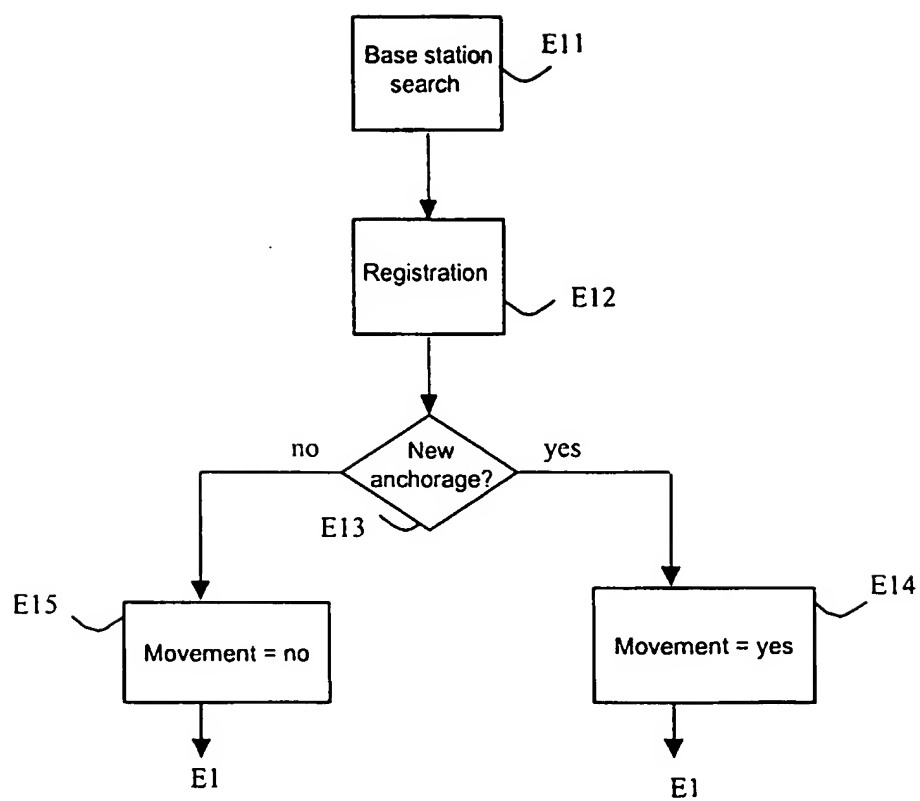 Base station
search
E11
Registration
E12
no
New
anchorage?
yes
E13
E15
Movement = no
E14
Movement = yes
E1
E1